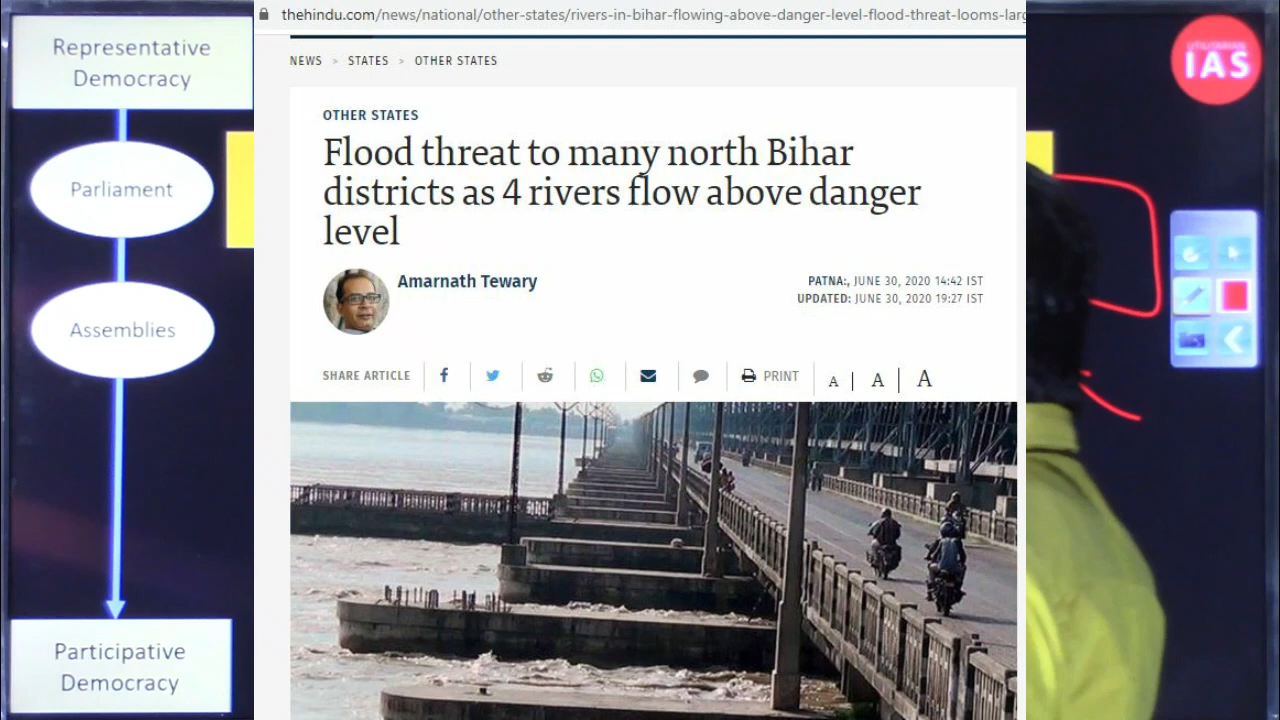 Representative
Democracy
Parliament
Assemblies
Participative
Democracy
thehindu.com/news/national/other-states/rivers-in-bihar-flowing-above-danger-level-flood-threat-looms-larg
NEWS > STATES > OTHER STATES
OTHER STATES
Flood threat to many north Bihar
districts as 4 rivers flow above danger
level
Amarnath Tewary
PATNA:, JUNE 30, 2020 14:42 IST
UPDATED: JUNE 30, 2020 19:27 IST
SHARE ARTICLE
PRINT
A | A | A
UTILITARIAN
IAS